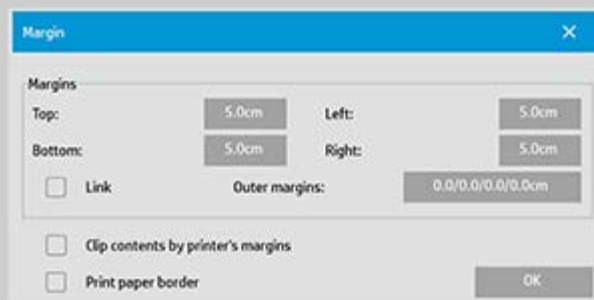 Margin
Margins
Top: 5.0cm Left: 5.0cm
Bottom: 5.0cm Right: 5.0cm
Link Outer margins: 0.0/0.0/0.0/0.0cm
Clip contents by printer's margins
Print paper border OK